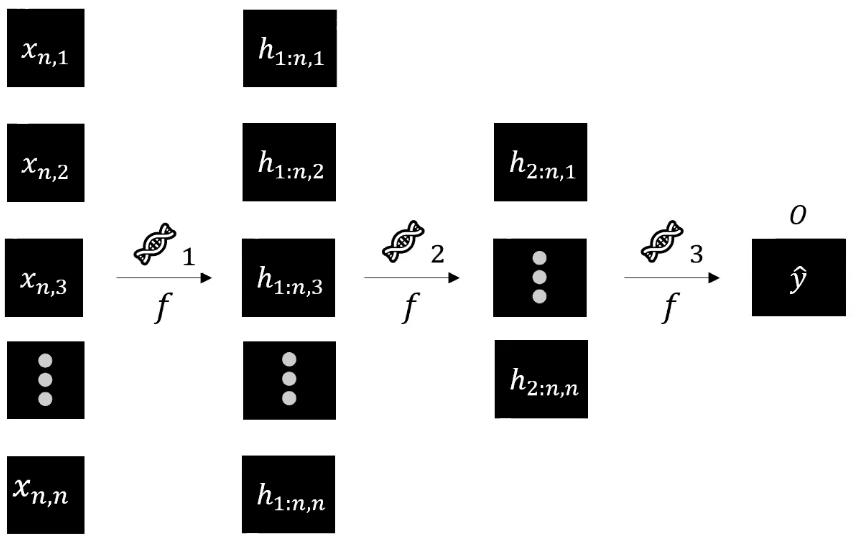 x_{n,1}
x_{n,2}
x_{n,3}
x_{n,n}
1
f
h_{1:n,1}
h_{1:n,2}
h_{1:n,3}
h_{1:n,n}
2
f
h_{2:n,1}
h_{2:n,n}
3
f
O
ŷ